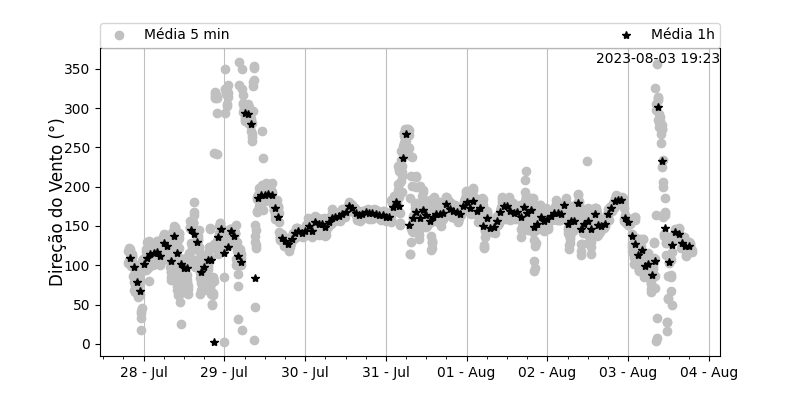 Média 5 min
Média 1h
2023-08-03 19:23
Direção do Vento (°)
350
300
250
200
150
100
50
0
28 - Jul
29 - Jul
30 - Jul
31 - Jul
01 - Aug
02 - Aug
03 - Aug
04 - Aug